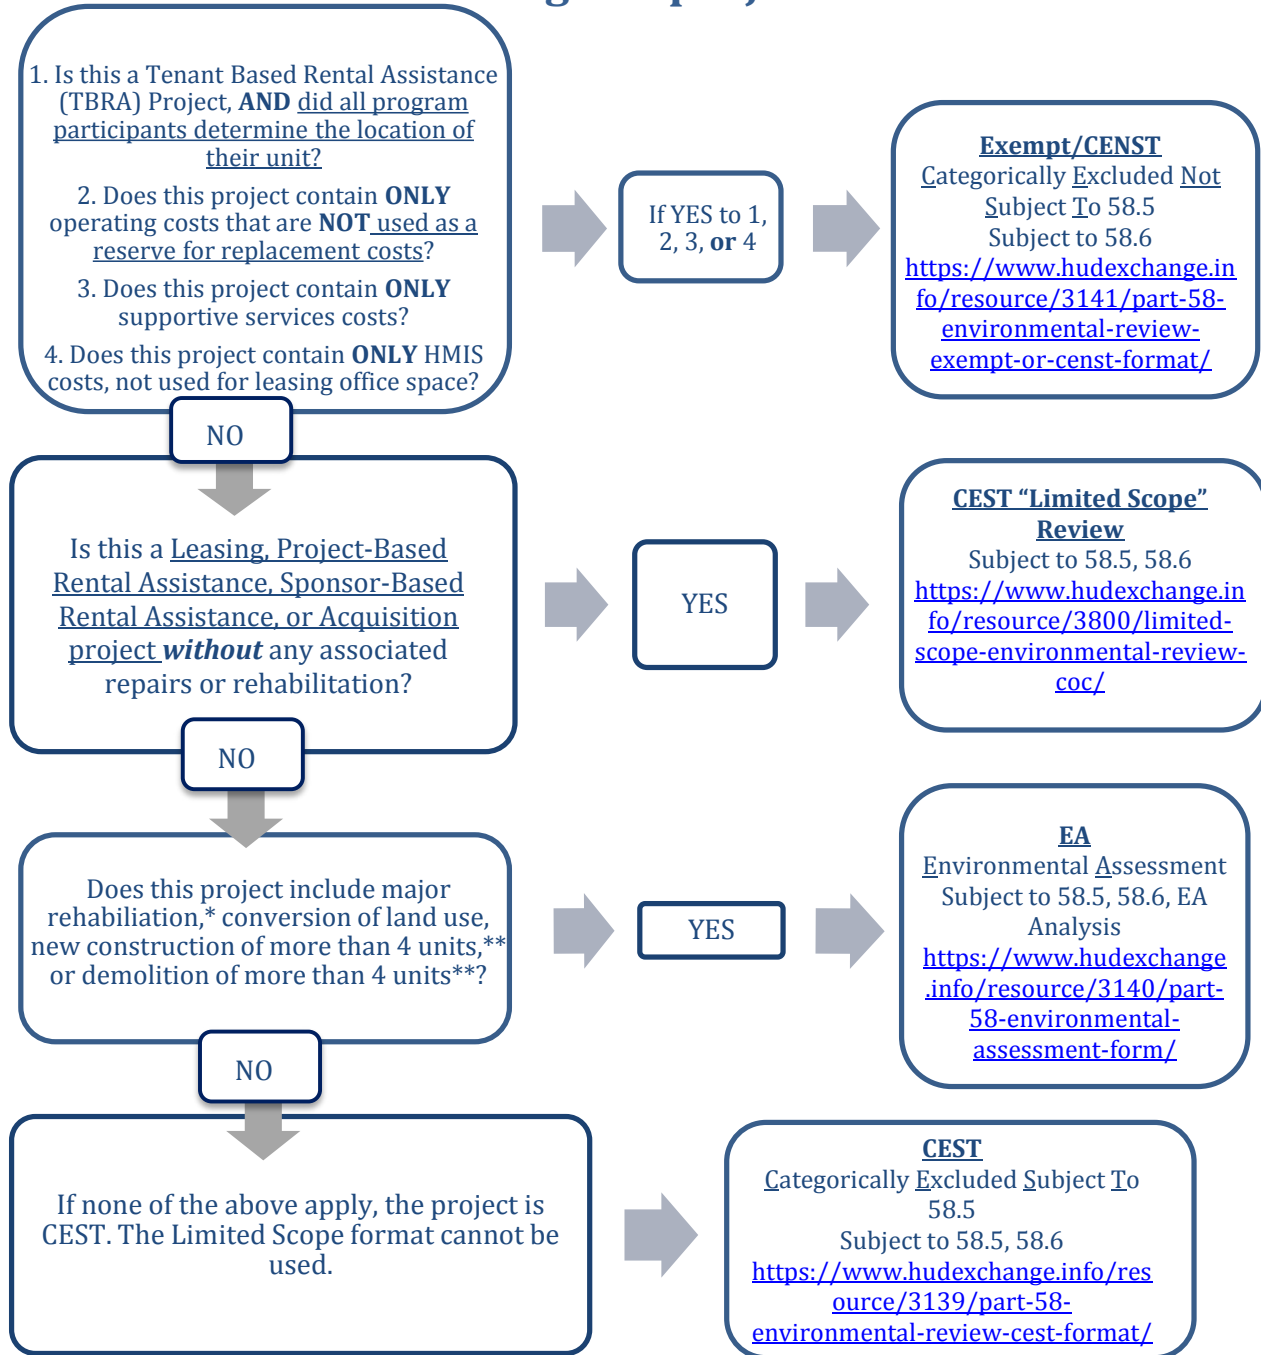 1. Is this a Tenant Based Rental Assistance
(TBRA) Project, AND did all program
participants determine the location of
their unit?
2. Does this project contain ONLY
operating costs that are NOT used as a
reserve for replacement costs?
3. Does this project contain ONLY
supportive services costs?
4. Does this project contain ONLY HMIS
costs, not used for leasing office space?
If YES to 1,
2, 3, or 4
Exempt/CENST
Categorically Excluded Not
Subject To 58.5
Subject to 58.6
https://www.hudexchange.in
fo/resource/3141/part-58-
environmental-review-
exempt-or-censt-format/
NO
Is this a Leasing, Project-Based
Rental Assistance, Sponsor-Based
Rental Assistance, or Acquisition
project without any associated
repairs or rehabilitation?
YES
CEST “Limited Scope”
Review
Subject to 58.5, 58.6
https://www.hudexchange.in
fo/resource/3800/limited-
scope-environmental-review-
coc/
NO
Does this project include major
rehabiliation,* conversion of land use,
new construction of more than 4 units,**
or demolition of more than 4 units**?
YES
EA
Environmental Assessment
Subject to 58.5, 58.6, EA
Analysis
https://www.hudexchange
.info/resource/3140/part-
58-environmental-
assessment-form/
NO
If none of the above apply, the project is
CEST. The Limited Scope format cannot be
used.
CEST
Categorically Excluded Subject To
58.5
Subject to 58.5, 58.6
https://www.hudexchange.info/res
ource/3139/part-58-
environmental-review-cest-format/